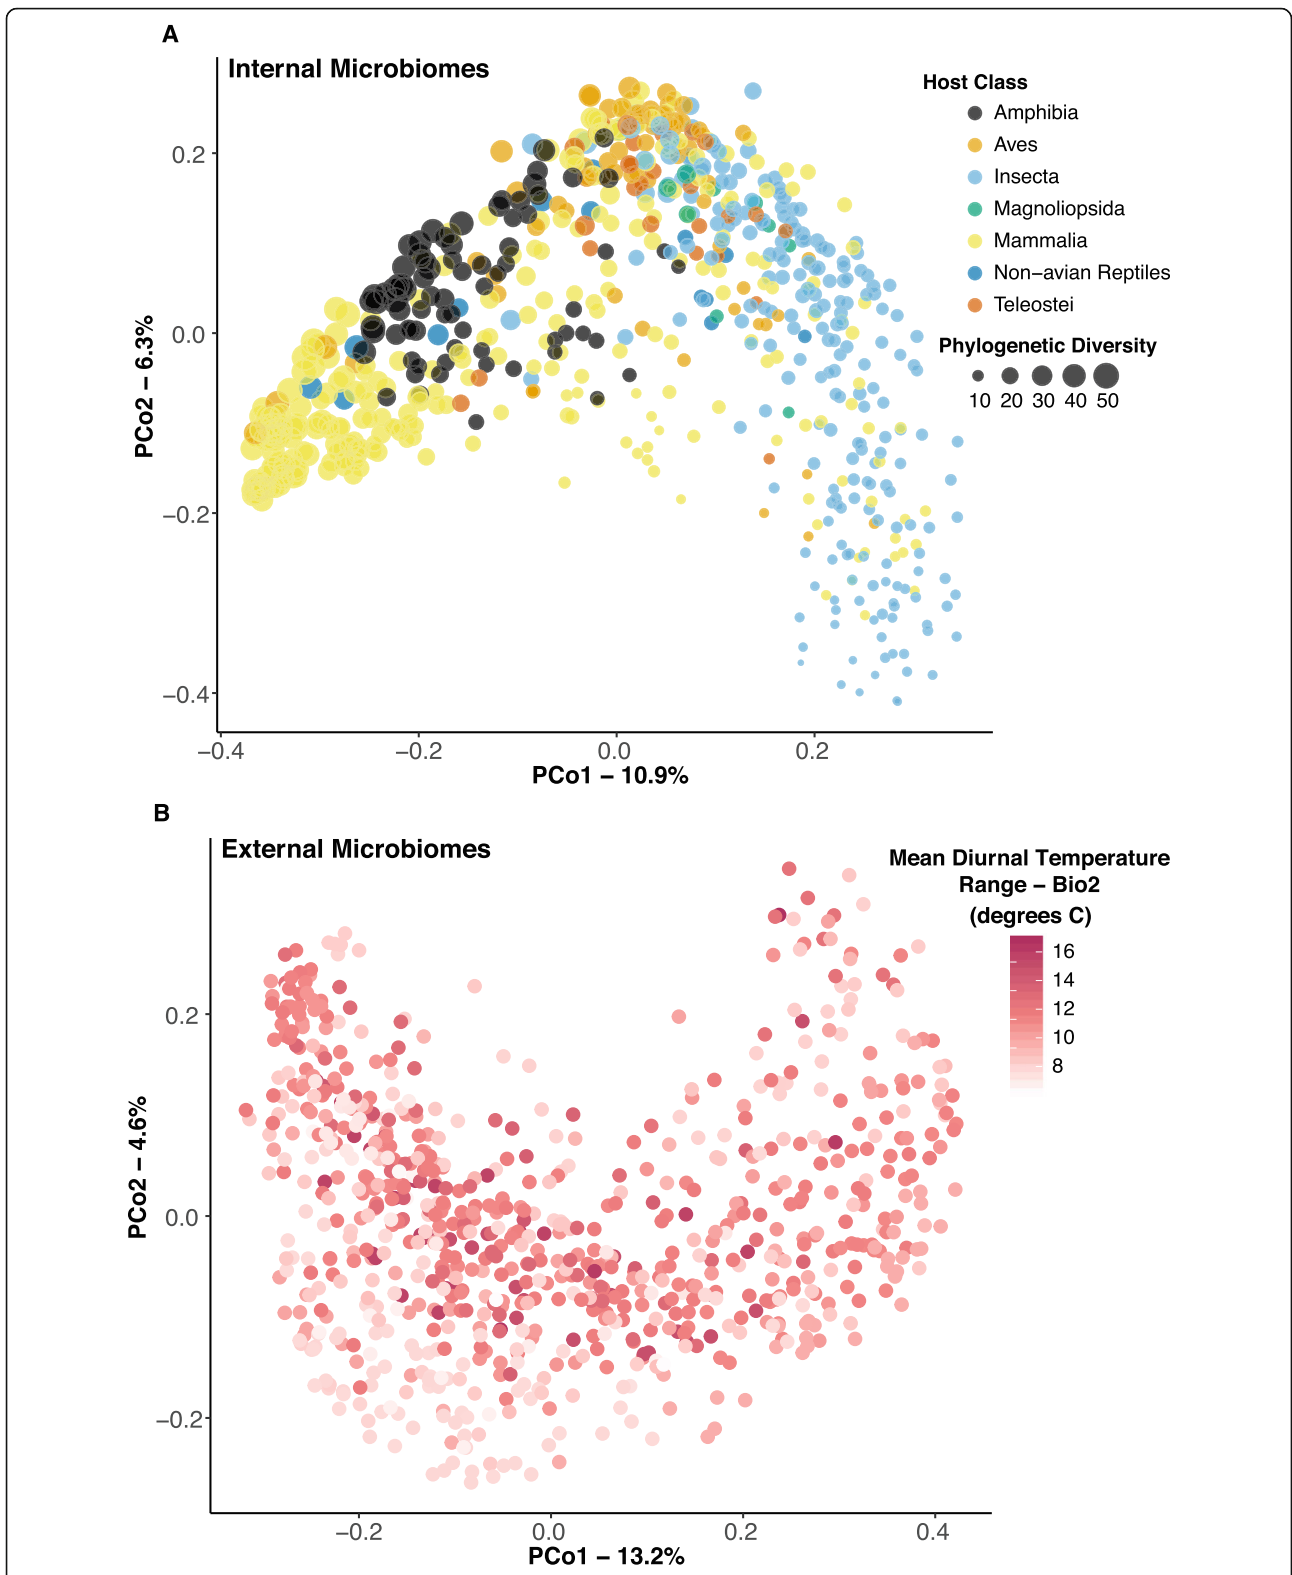 A
Internal Microbiomes
Host Class
Amphibia
Aves
Insecta
Magnoliopsida
Mammalia
Non−avian Reptiles
Teleostei
Phylogenetic Diversity
10 20 30 40 50
0.2
0.0
−0.2
−0.4
PCo2 − 6.3%
−0.4 −0.2 0.0 0.2
PCo1 − 10.9%
B
External Microbiomes
Mean Diurnal Temperature
Range − Bio2
(degrees C)
16
14
12
10
8
0.2
0.0
−0.2
PCo2 − 4.6%
−0.2 0.0 0.2 0.4
PCo1 − 13.2%